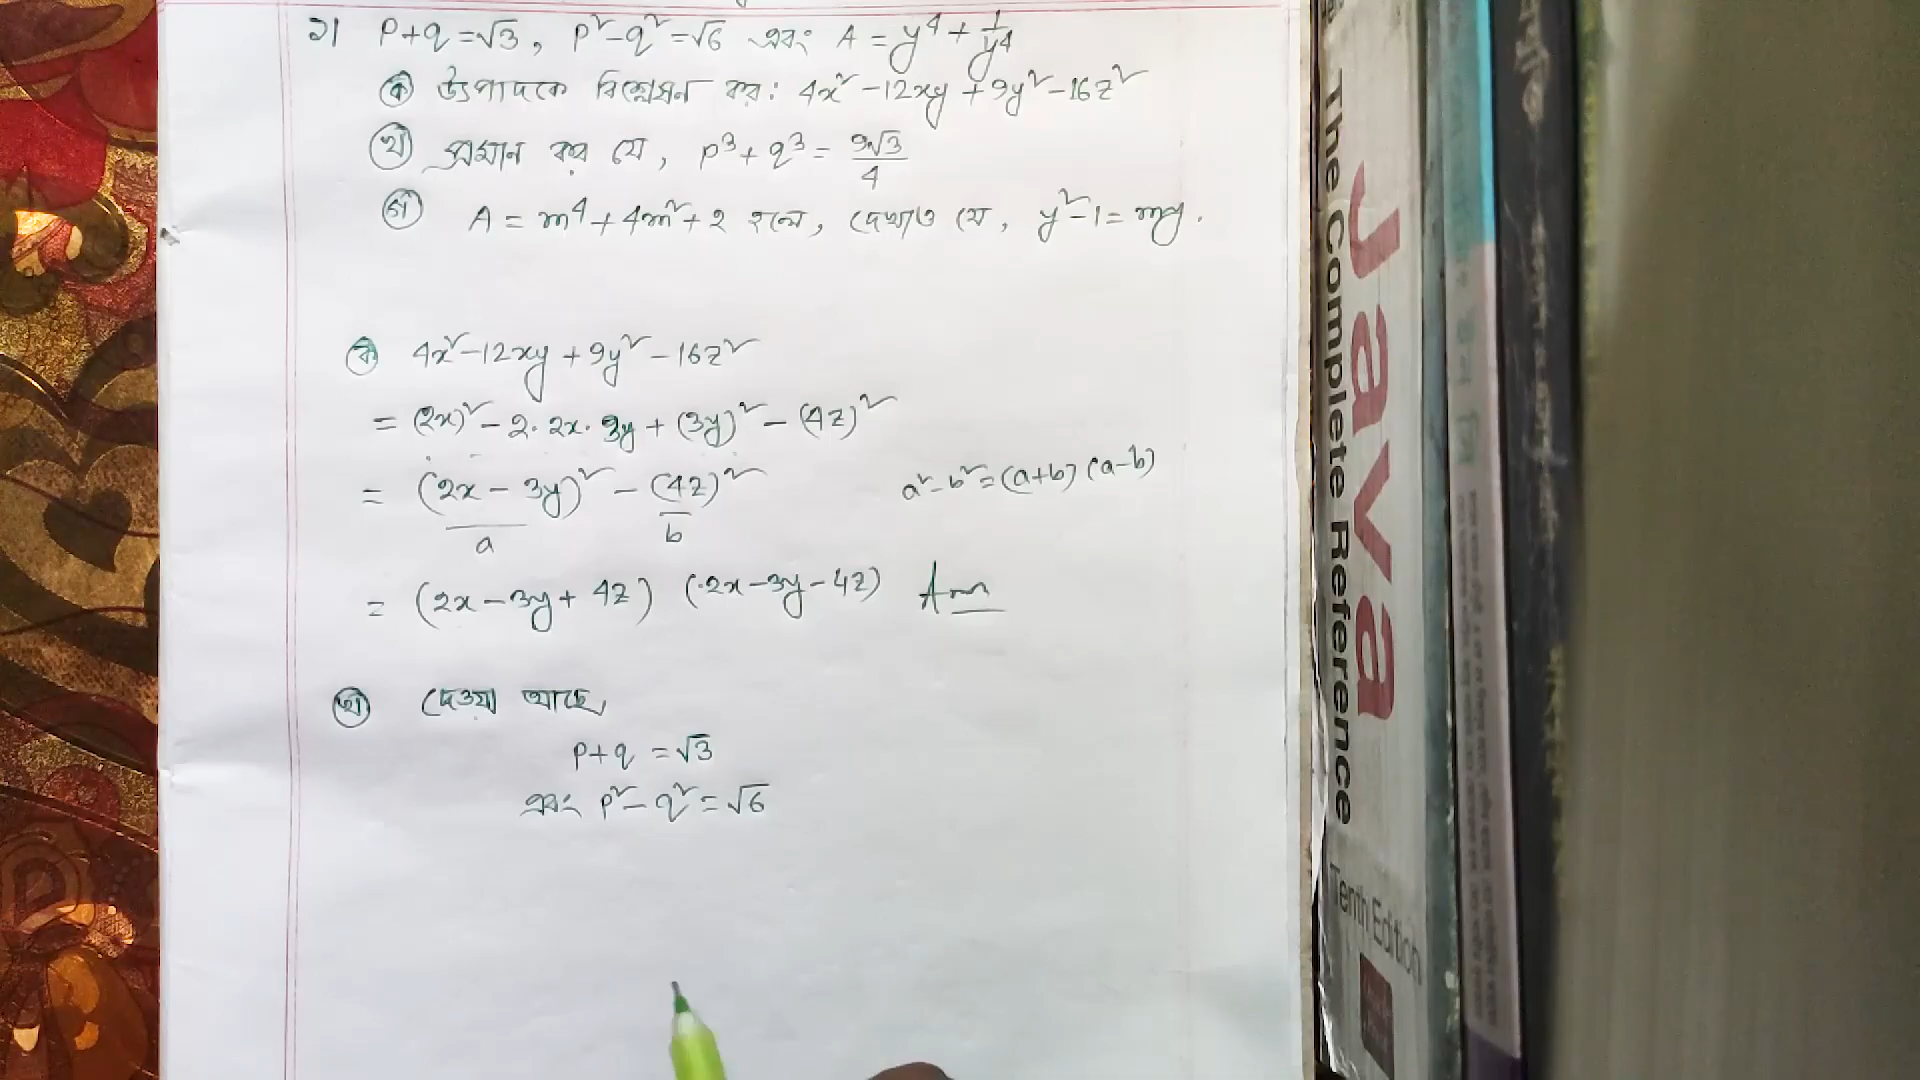 ১। p+q=√3, p²-q²=√6 এবং A = y⁴+1/y⁴
ক উৎপাদকে বিশ্লেষন কর: 4x²-12xy+9y²-16z²
খ প্রমান কর যে, p³+q³ = 9√3/4
গ A = m⁴+4m²+2 হলে, দেখাও যে, y²-1=my.
ক 4x²-12xy+9y²-16z²
= (2x)²-2.2x.3y+(3y)²-(4z)²
= (2x-3y)²-(4z)² a²-b²=(a+b)(a-b)
a b
= (2x-3y+4z) (2x-3y-4z) Ans
খ দেওয়া আছে,
p+q =√3
এবং p²-q²=√6
Java
The Complete Reference
Tenth Edition